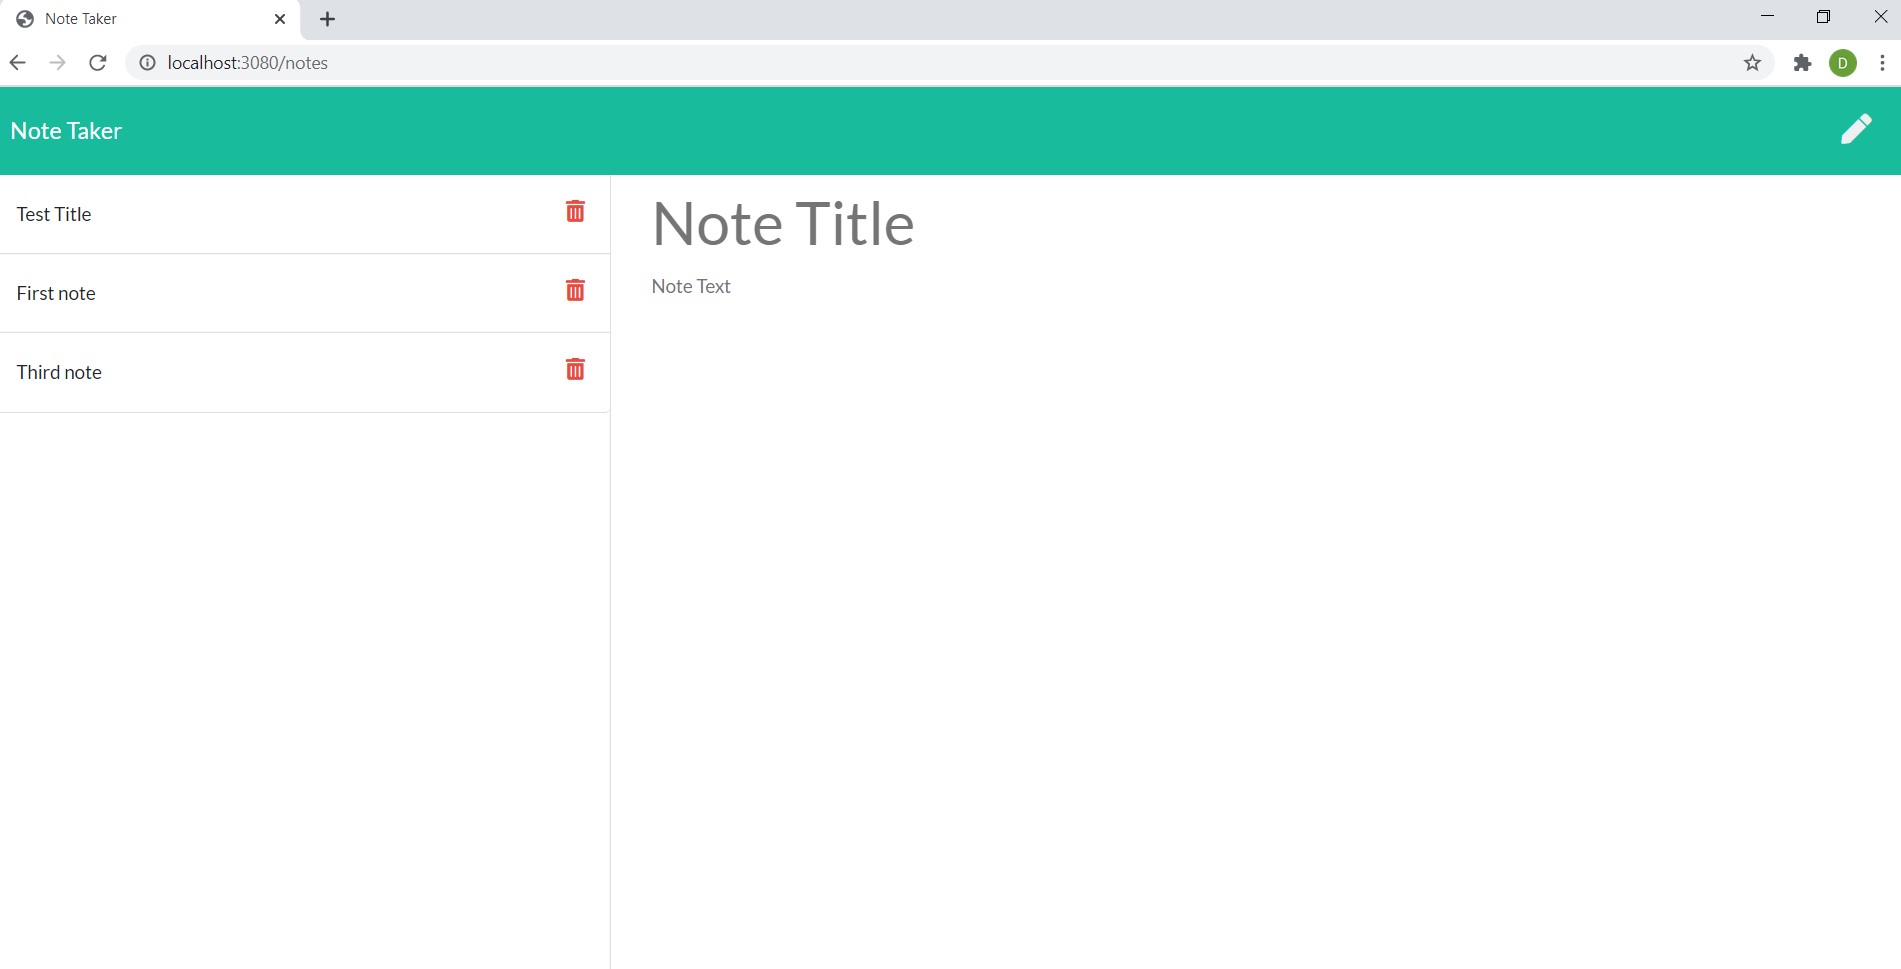 Note Taker
localhost:3080/notes
D
Note Taker
Test Title
First note
Third note
Note Title
Note Text